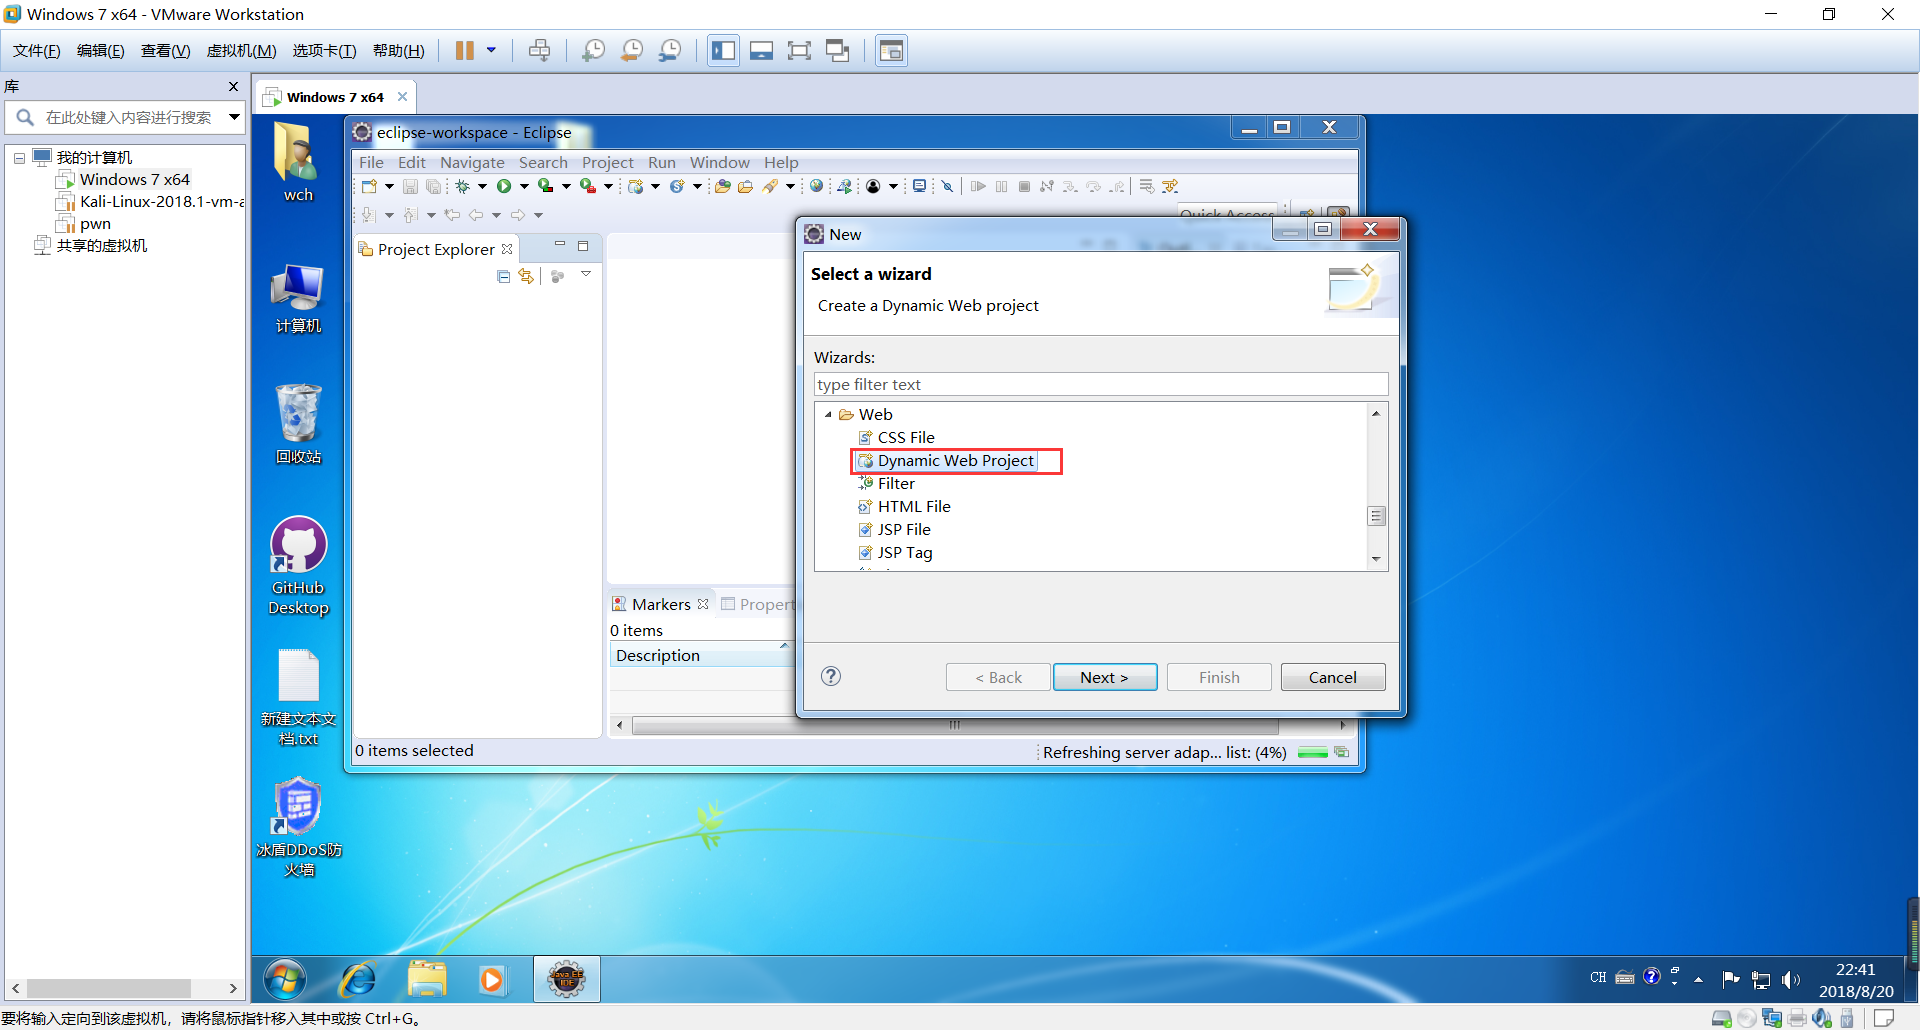 Windows 7 x64 - VMware Workstation
文件(F) 编辑(E) 查看(V) 虚拟机(M) 选项卡(T) 帮助(H)
库
在此处键入内容进行搜索
我的计算机
Windows 7 x64
Kali-Linux-2018.1-vm-a
pwn
共享的虚拟机
Windows 7 x64
wch
计算机
回收站
GitHub
Desktop
新建文本文
档.txt
冰盾DDoS防
火墙
eclipse-workspace - Eclipse
File Edit Navigate Search Project Run Window Help
Quick Access
Project Explorer
Markers
Propert
0 items
Description
0 items selected
Refreshing server adap... list: (4%)
New
Select a wizard
Create a Dynamic Web project
Wizards:
type filter text
Web
CSS File
Dynamic Web Project
Filter
HTML File
JSP File
JSP Tag
< Back
Next >
Finish
Cancel
Java EE
IDE
CH
22:41
2018/8/20
要将输入定向到该虚拟机，请将鼠标指针移入其中或按 Ctrl+G。